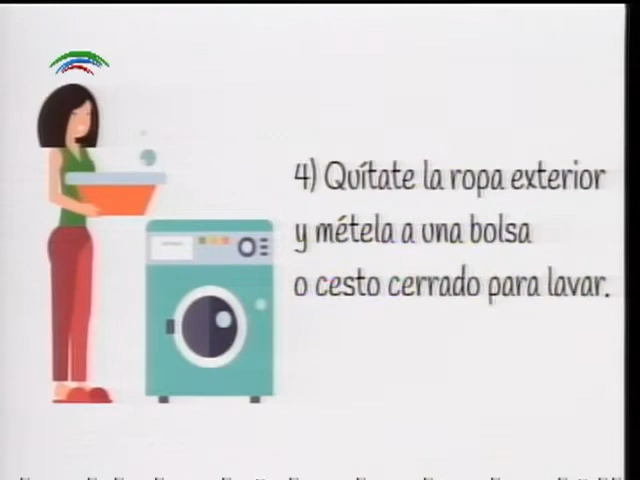 4) Quítate la ropa exterior
y métela a una bolsa
o cesto cerrado para lavar.